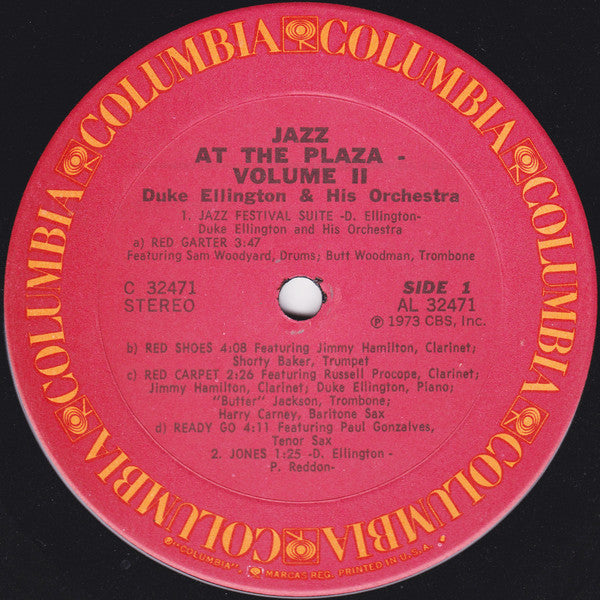 COLUMBIA COLUMBIA COLUMBIA COLUMBIA COLUMBIA COLUMBIA
JAZZ
AT THE PLAZA -
VOLUME II
Duke Ellington & His Orchestra
1. JAZZ FESTIVAL SUITE -D. Ellington-
Duke Ellington and His Orchestra
a) RED GARTER 3:47
Featuring Sam Woodyard, Drums; Butt Woodman, Trombone
C 32471
STEREO
SIDE 1
AL 32471
Ⓟ 1973 CBS, Inc.
b) RED SHOES 4:08 Featuring Jimmy Hamilton, Clarinet;
Shorty Baker, Trumpet
c) RED CARPET 2:26 Featuring Russell Procope, Clarinet;
Jimmy Hamilton, Clarinet; Duke Ellington, Piano;
"Butter" Jackson, Trombone;
Harry Carney, Baritone Sax
d) READY GO 4:11 Featuring Paul Gonzalves,
Tenor Sax
2. JONES 1:25 -D. Ellington -
P. Reddon-
"COLUMBIA", MARCAS REG. PRINTED IN U.S.A.